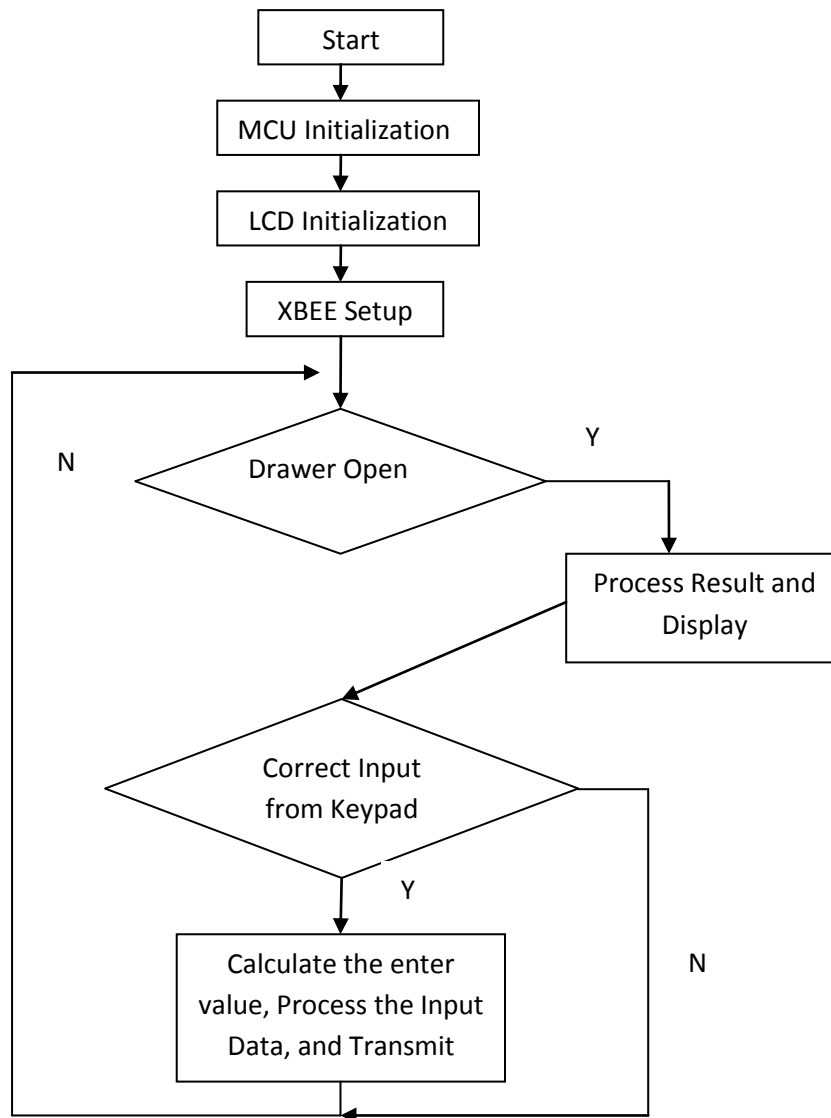 Start
MCU Initialization
LCD Initialization
XBEE Setup
N
Drawer Open
Y
Process Result and
Display
Correct Input
from Keypad
Y
N
Calculate the enter
value, Process the Input
Data, and Transmit